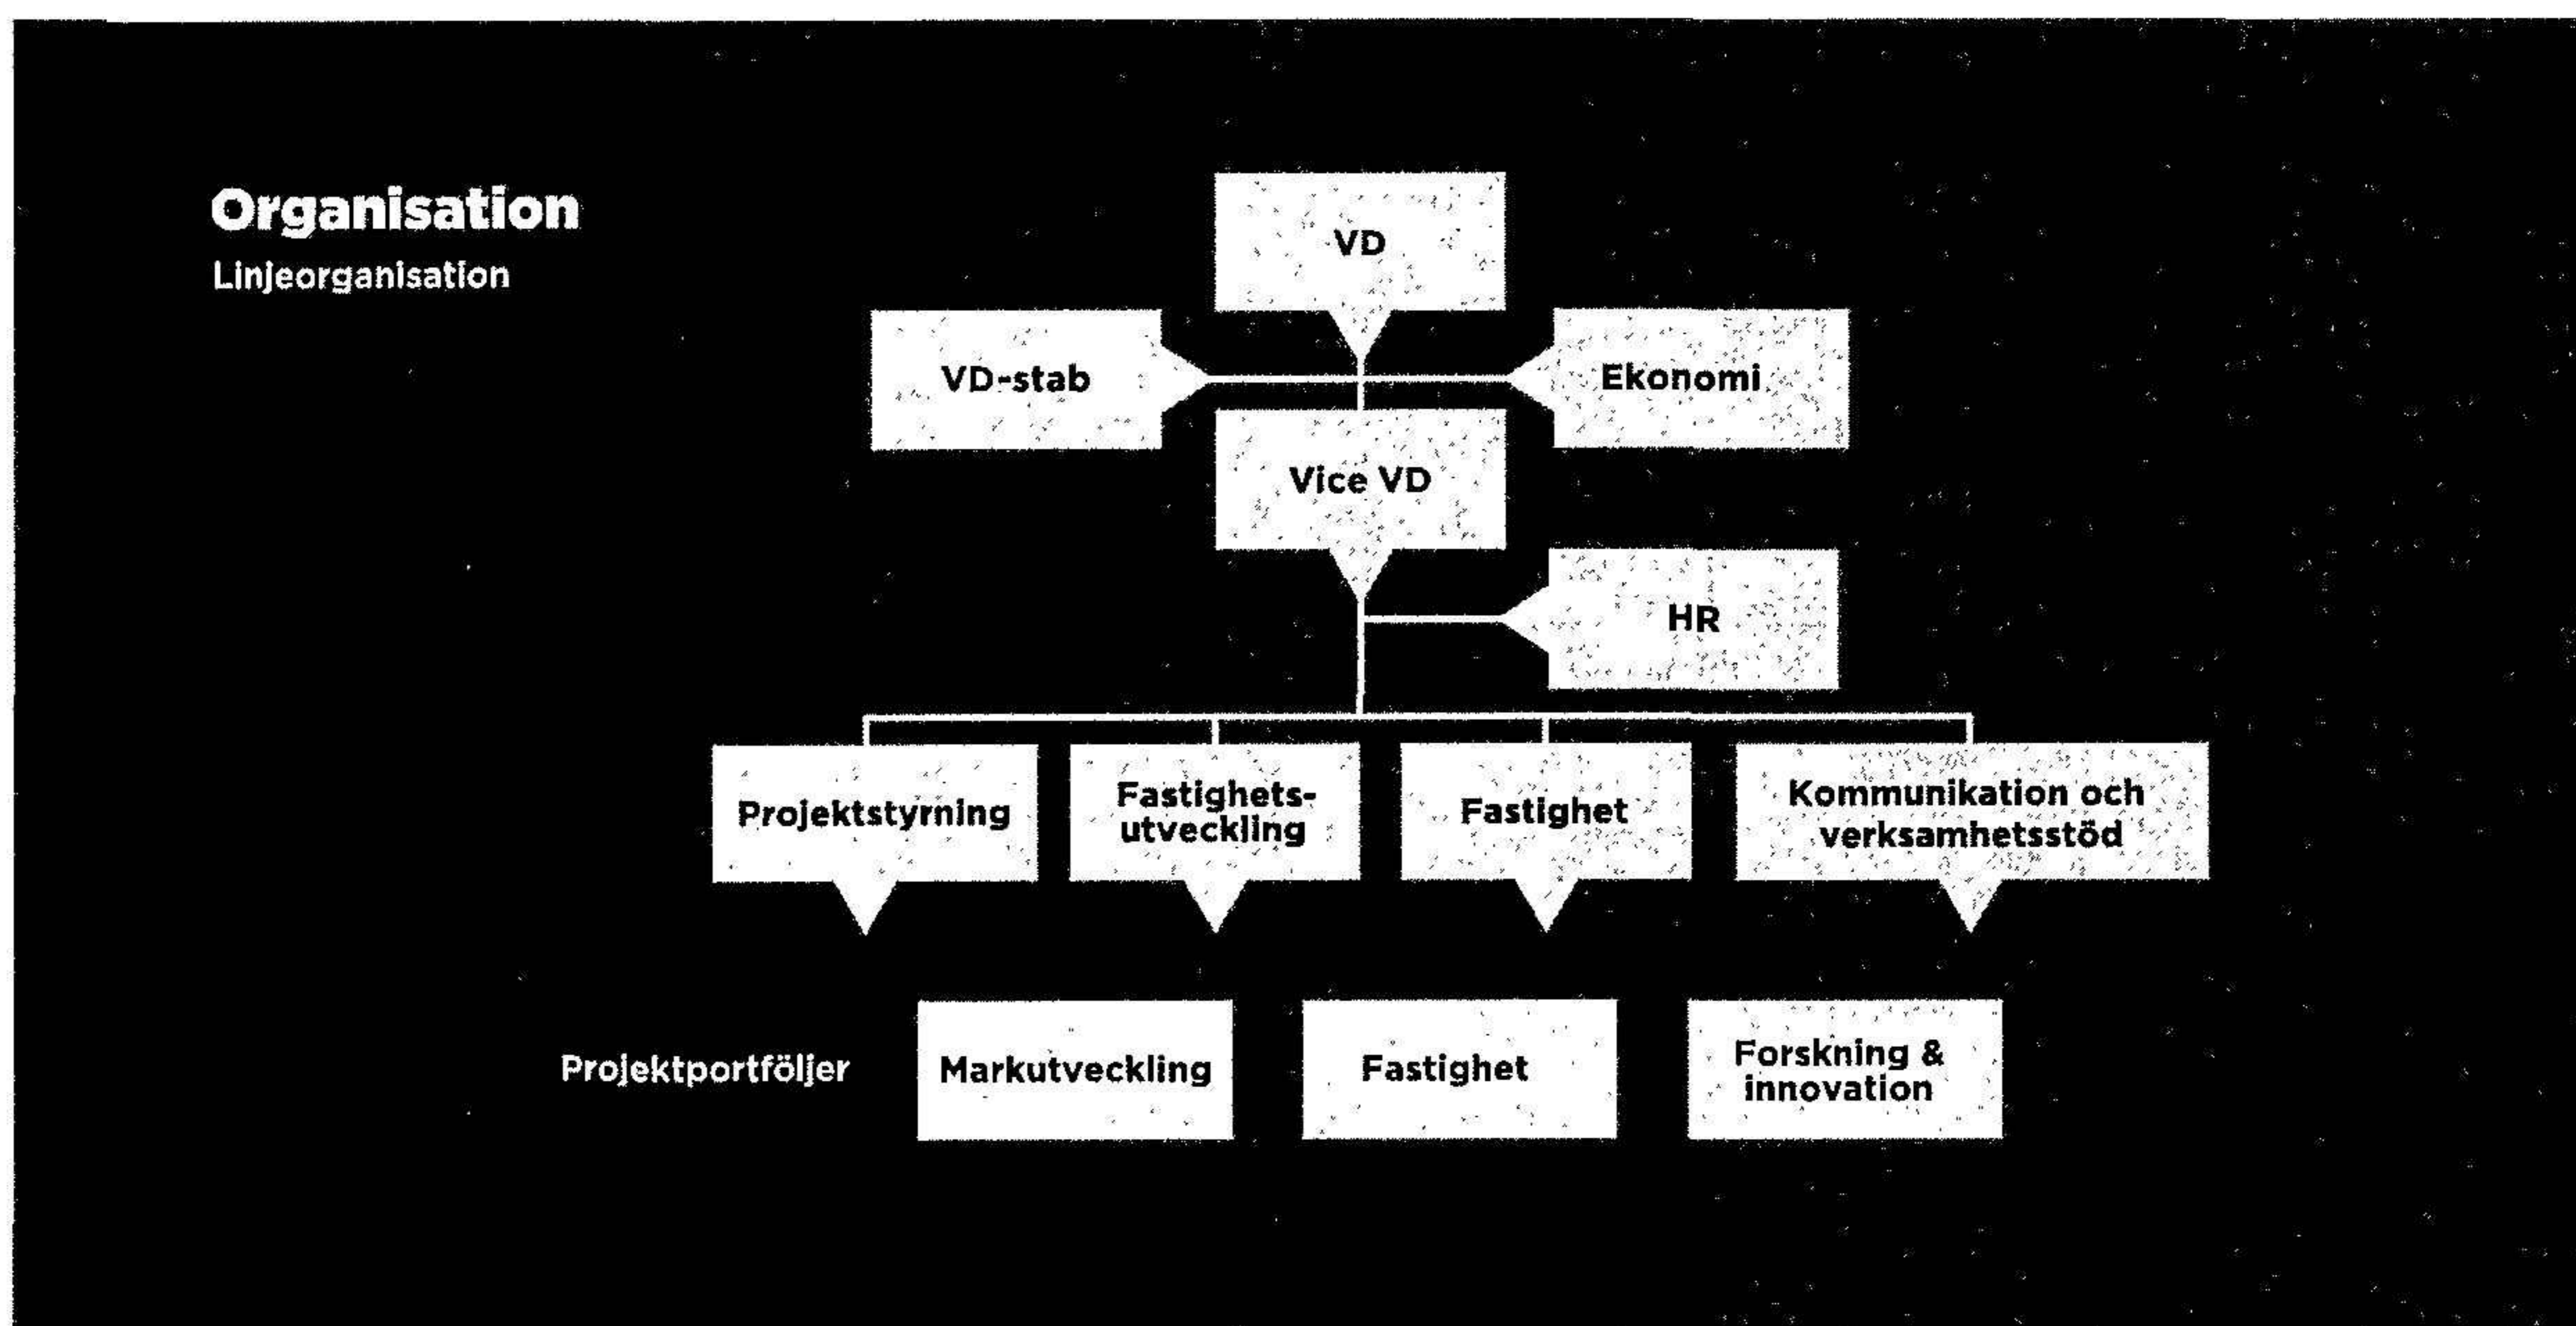 Organisation
Linjeorganisation
VD
VD-stab
Ekonomi
Vice VD
HR
Projektstyrning
Fastighets-
utveckling
Fastighet
Kommunikation och
verksamhetsstöd
Projektportföljer
Markutveckling
Fastighet
Forskning &
innovation